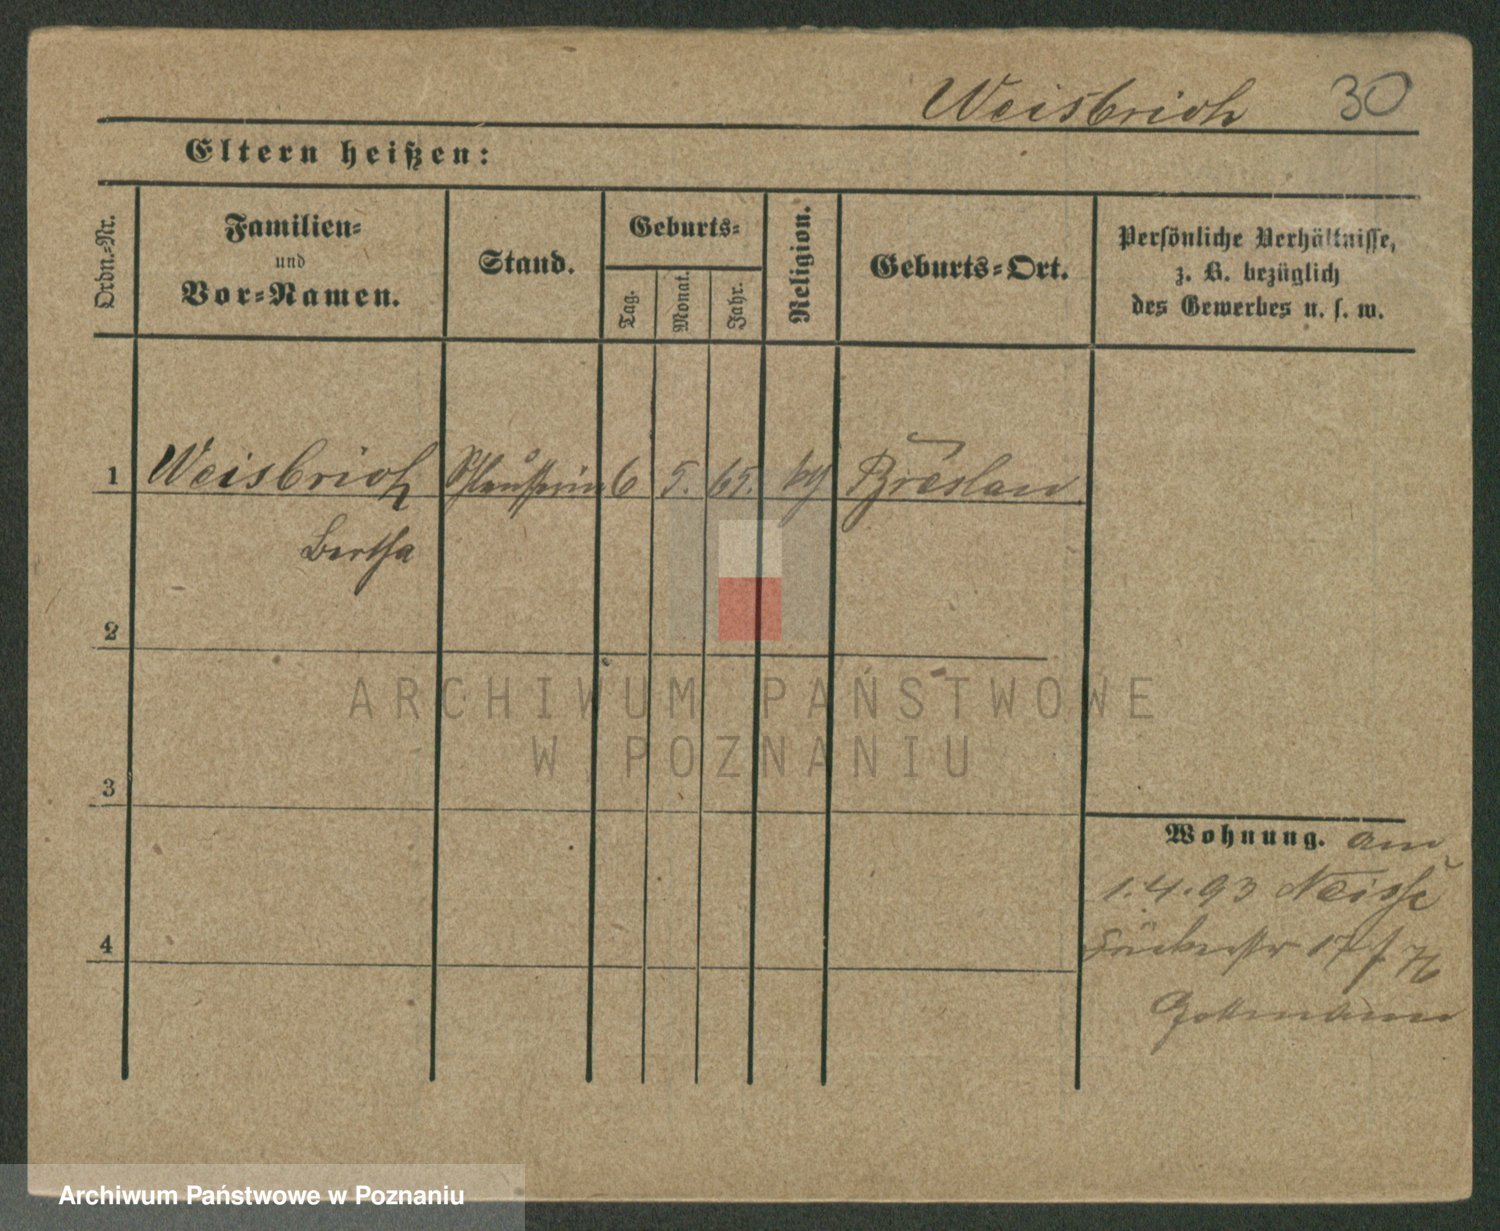 Weisbrich 30
Eltern heißen:
Ordn.-Nr.
Familien-
und
Vor-Namen.
Stand.
Geburts-
Tag.
Monat.
Jahr.
Religion.
Geburts-Ort.
Persönliche Verhältnisse,
z. B. bezüglich
des Gewerbes u. s. w.
1 Weisbrich 6 5. 65. Breslau
Bertha
2
ARCHIWUM PAŃSTWOWE
W POZNANIU
3
Wohnung. am
1.4.93 Neisse
4
17
Archiwum Państwowe w Poznaniu